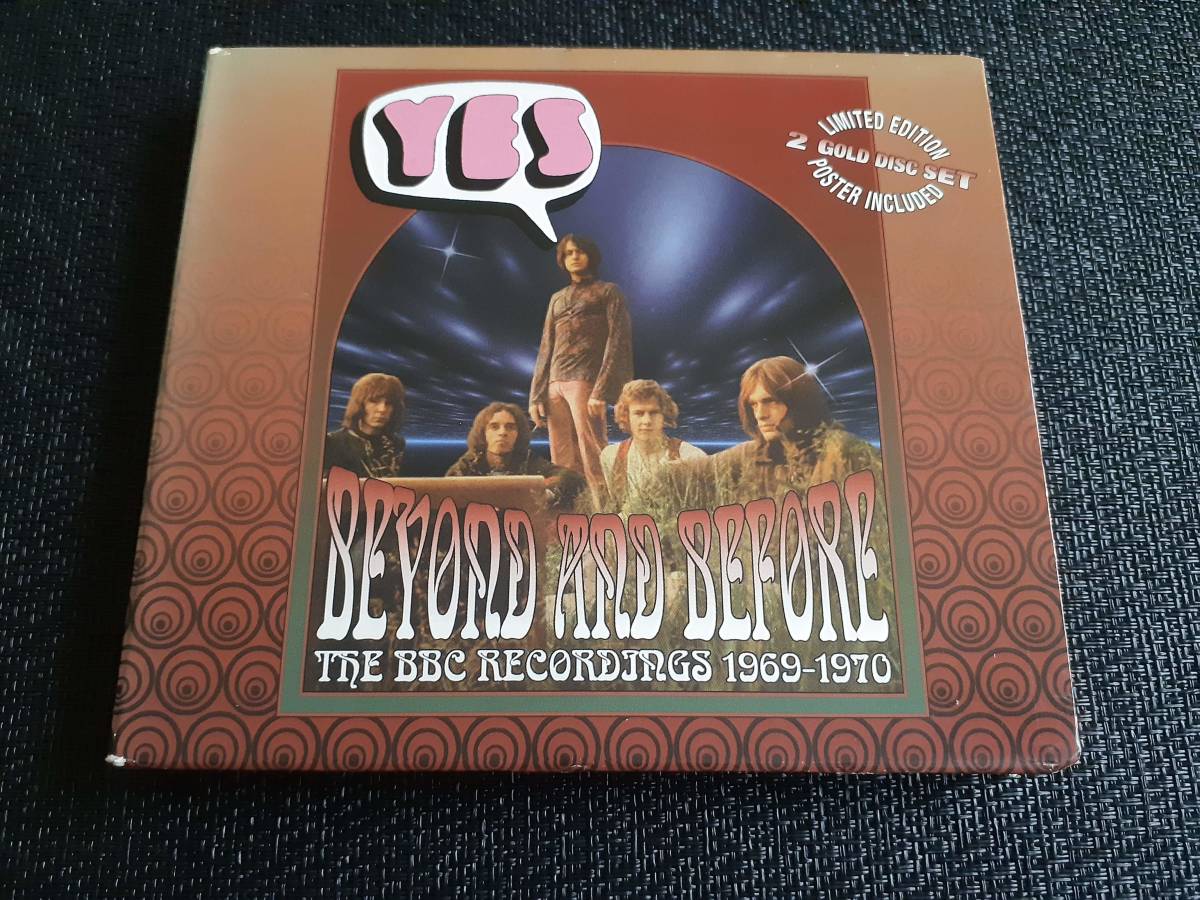 YES
LIMITED EDITION
2 GOLD DISC SET
POSTER INCLUDED
BEYOND AND BEFORE
THE BBC RECORDINGS 1969-1970